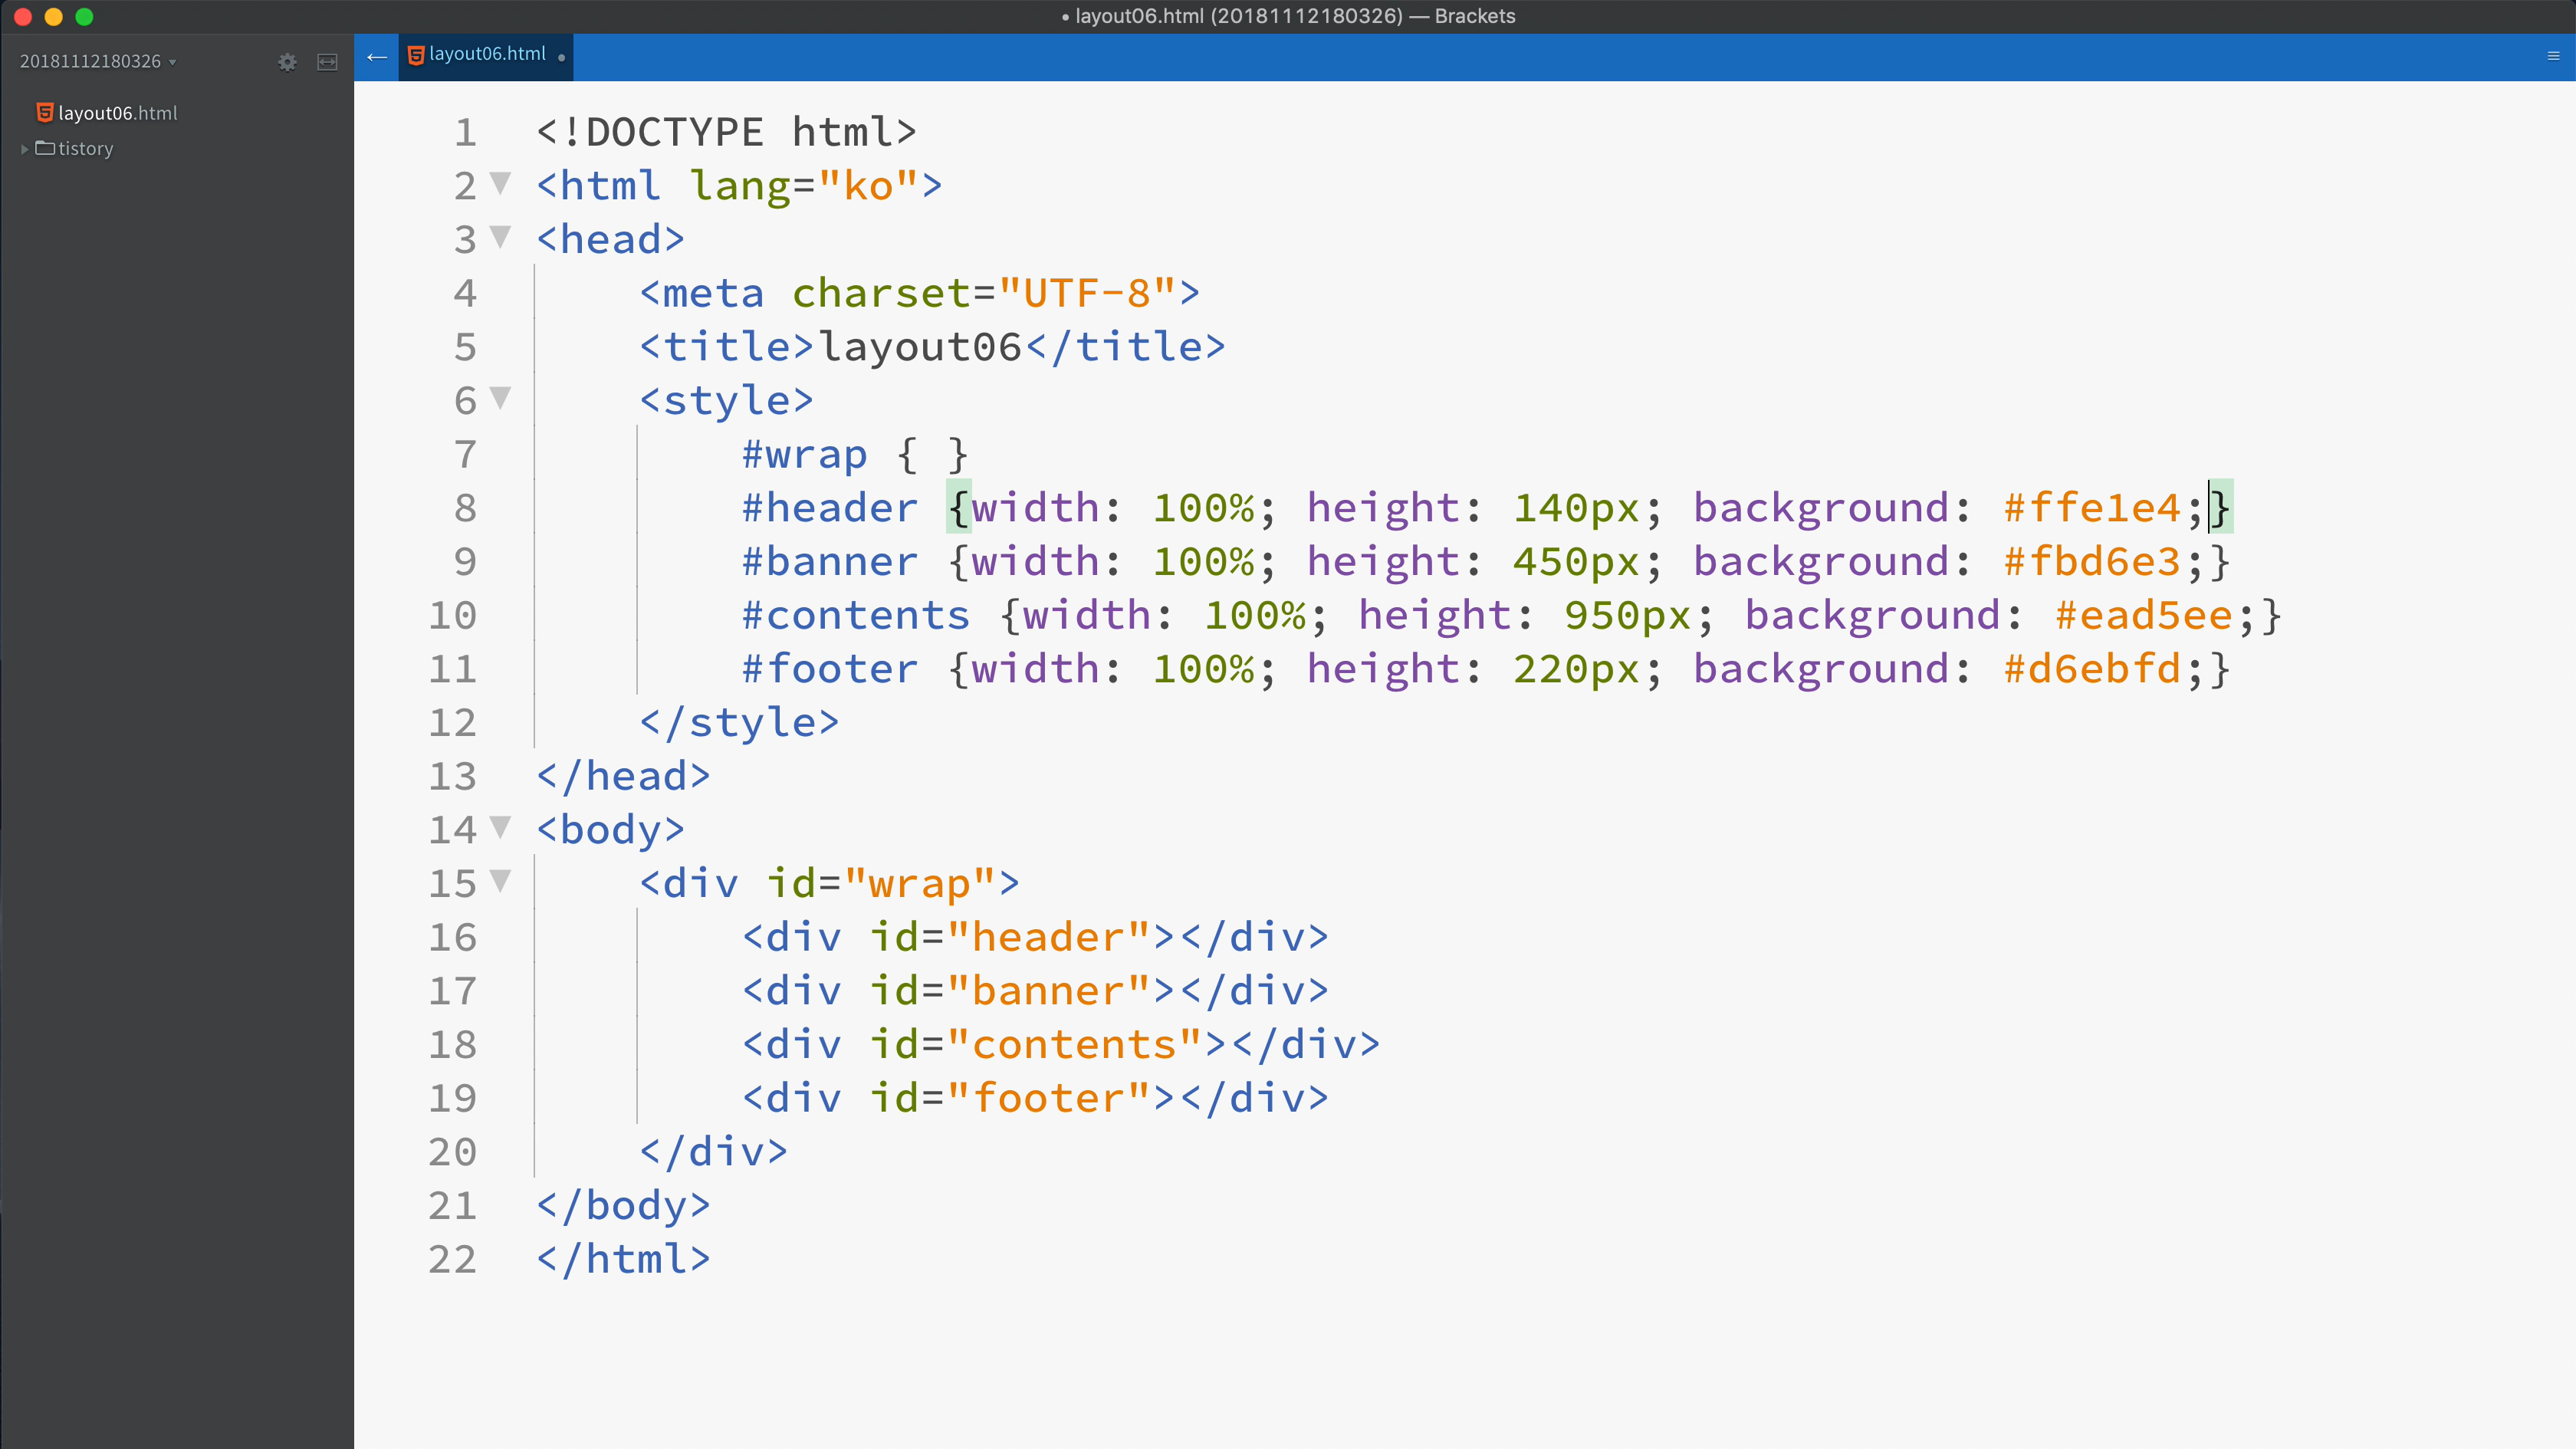 • layout06.html (20181112180326) — Brackets
20181112180326
layout06.html
layout06.html
tistory
1 <!DOCTYPE html>
2 <html lang="ko">
3 <head>
4     <meta charset="UTF-8">
5     <title>layout06</title>
6     <style>
7         #wrap { }
8         #header {width: 100%; height: 140px; background: #ffe1e4;}
9         #banner {width: 100%; height: 450px; background: #fbd6e3;}
10         #contents {width: 100%; height: 950px; background: #ead5ee;}
11         #footer {width: 100%; height: 220px; background: #d6ebfd;}
12     </style>
13 </head>
14 <body>
15     <div id="wrap">
16         <div id="header"></div>
17         <div id="banner"></div>
18         <div id="contents"></div>
19         <div id="footer"></div>
20     </div>
21 </body>
22 </html>